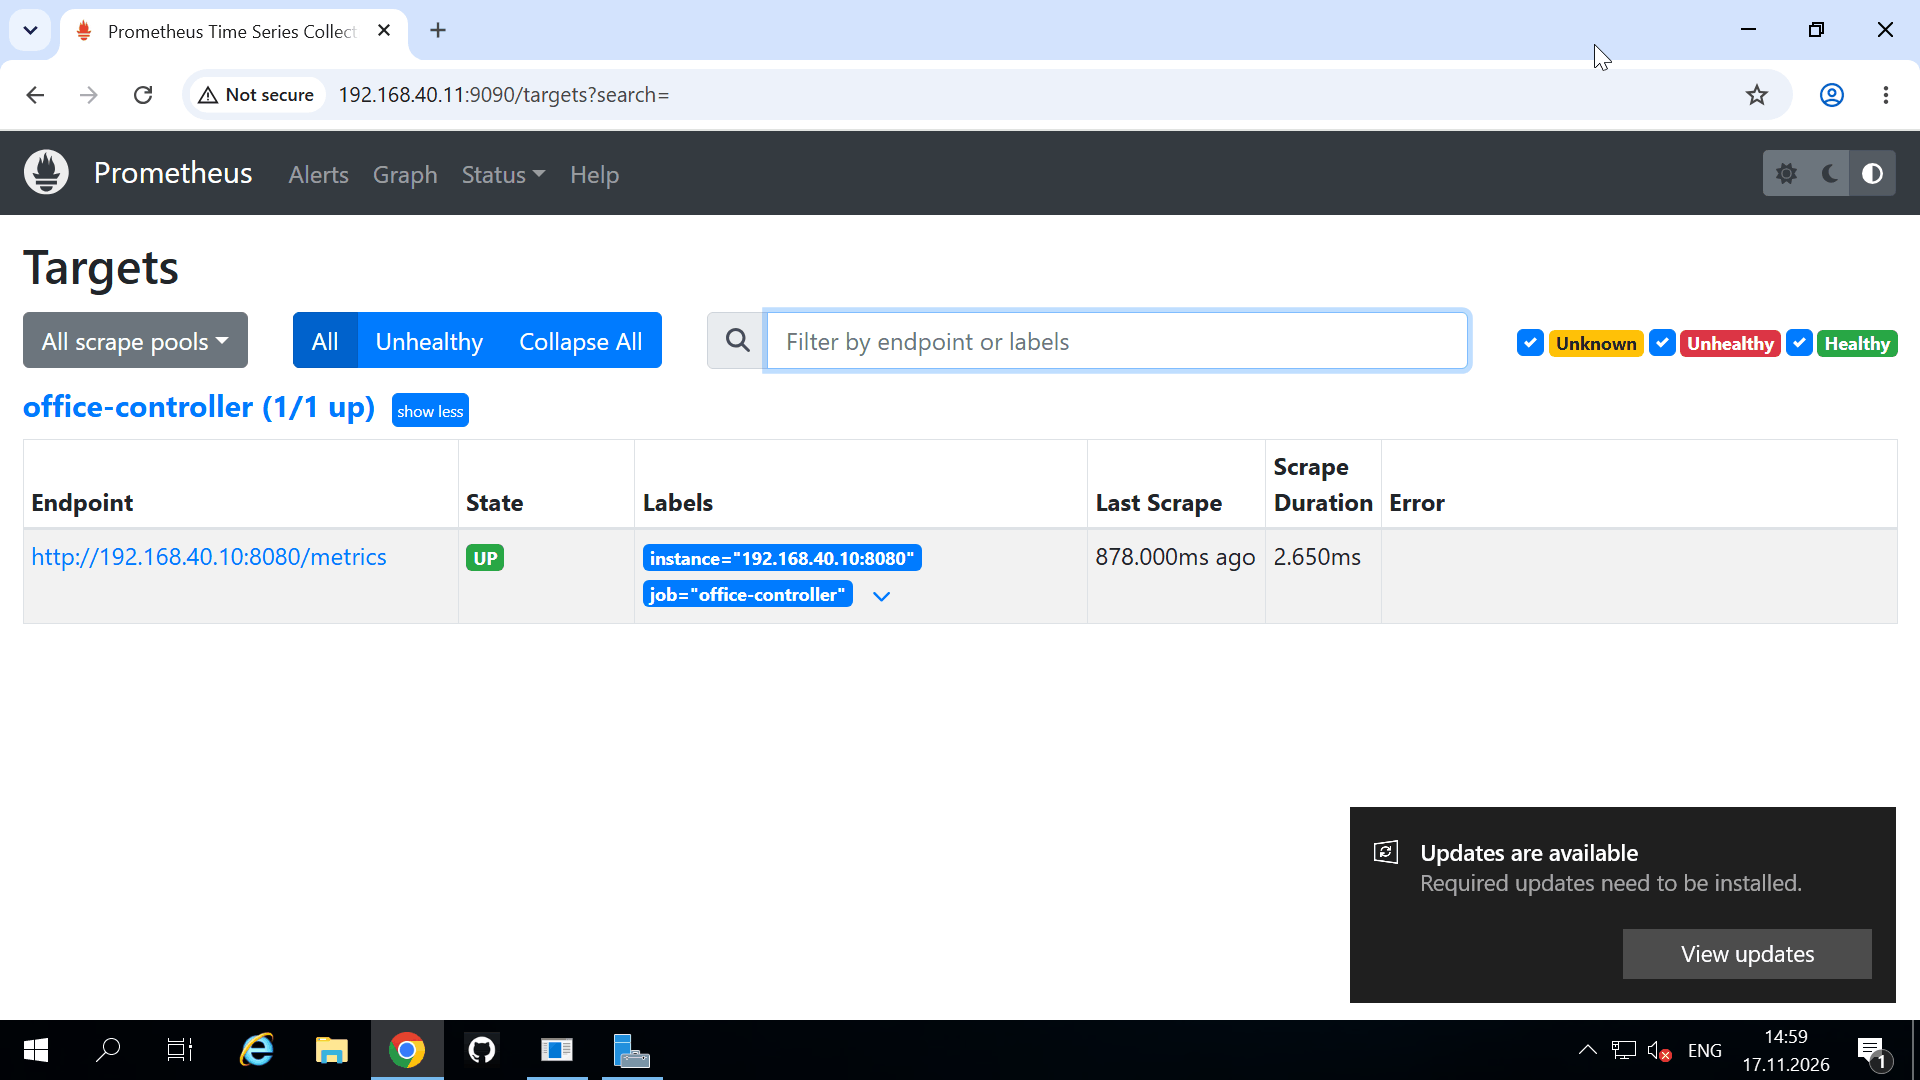 Prometheus Time Series Collect
Not secure
192.168.40.11:9090/targets?search=
Prometheus
Alerts
Graph
Status
Help
Targets
All scrape pools
All
Unhealthy
Collapse All
Filter by endpoint or labels
Unknown
Unhealthy
Healthy
office-controller (1/1 up)
show less
Endpoint
State
Labels
Last Scrape
Scrape
Duration
Error
http://192.168.40.10:8080/metrics
UP
instance="192.168.40.10:8080"
job="office-controller"
878.000ms ago
2.650ms
Updates are available
Required updates need to be installed.
View updates
ENG
14:59
17.11.2026
1